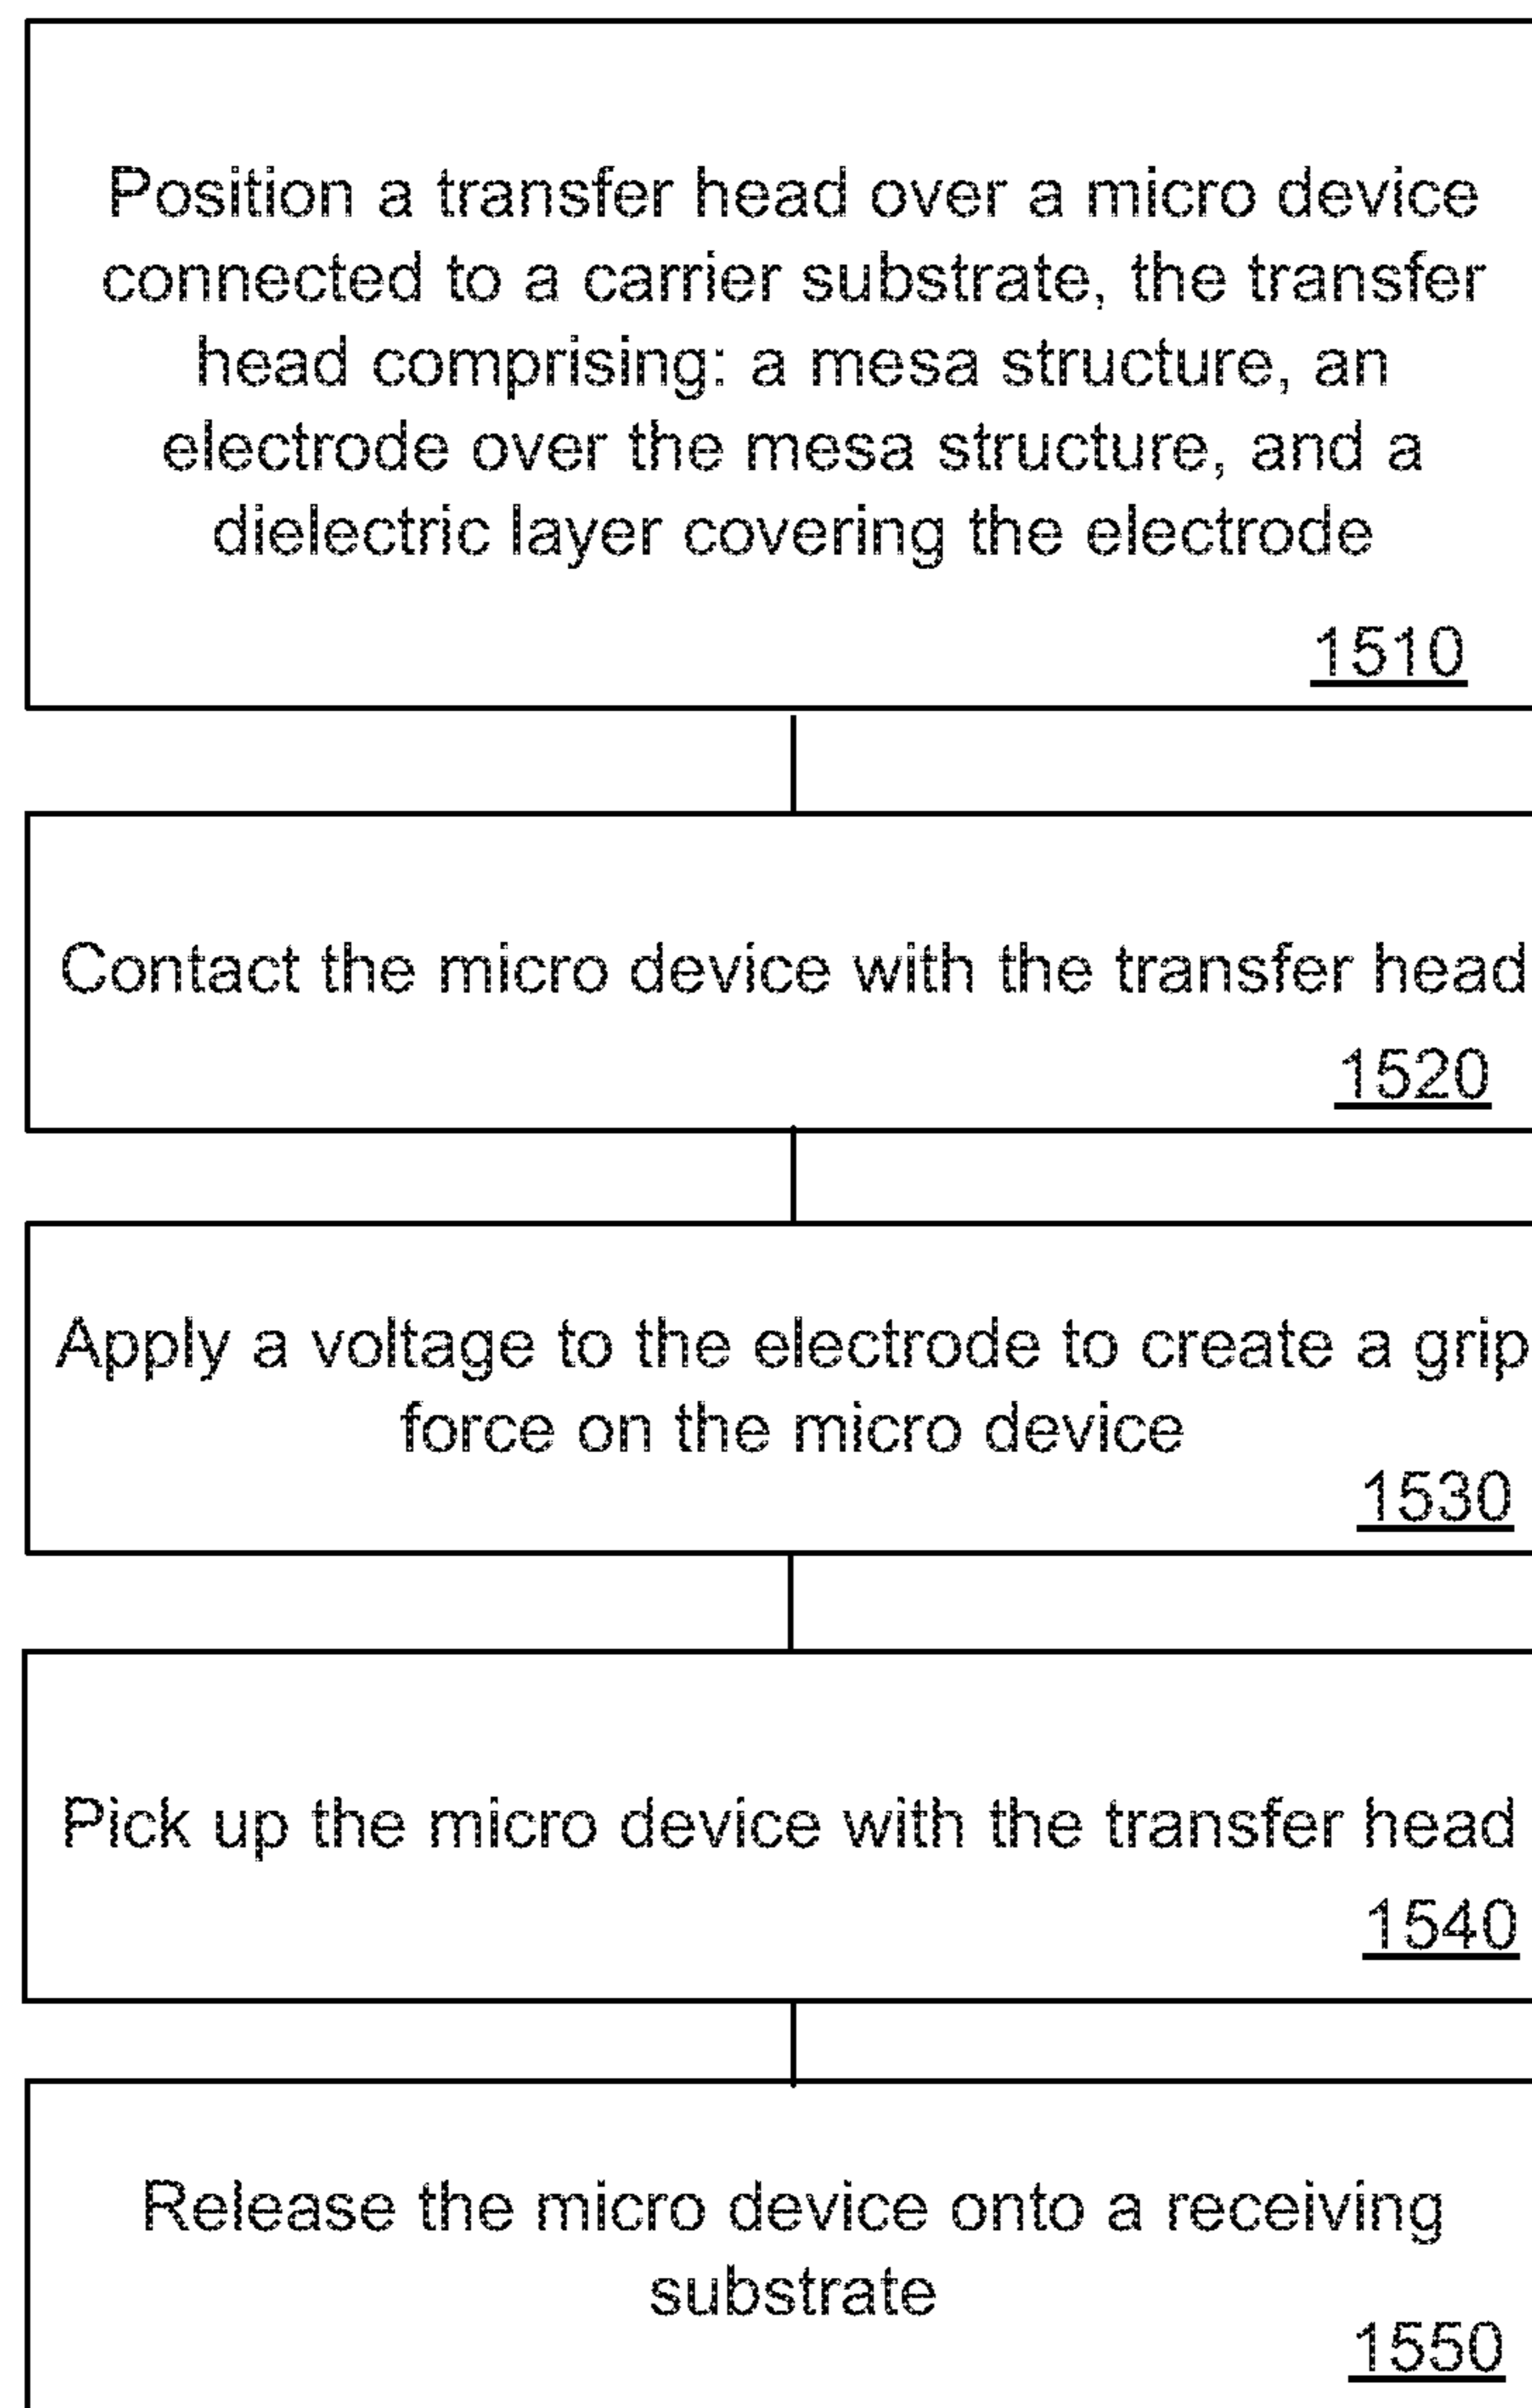 Position a transfer head over a micro device
connected to a carrier substrate, the transfer
head comprising: a mesa structure, an
electrode over the mesa structure, and a
dielectric layer covering the electrode
1510
Contact the micro device with the transfer head
1520
Apply a voltage to the electrode to create a grip
force on the micro device
1530
Pick up the micro device with the transfer head
1540
Release the micro device onto a receiving
substrate
1550